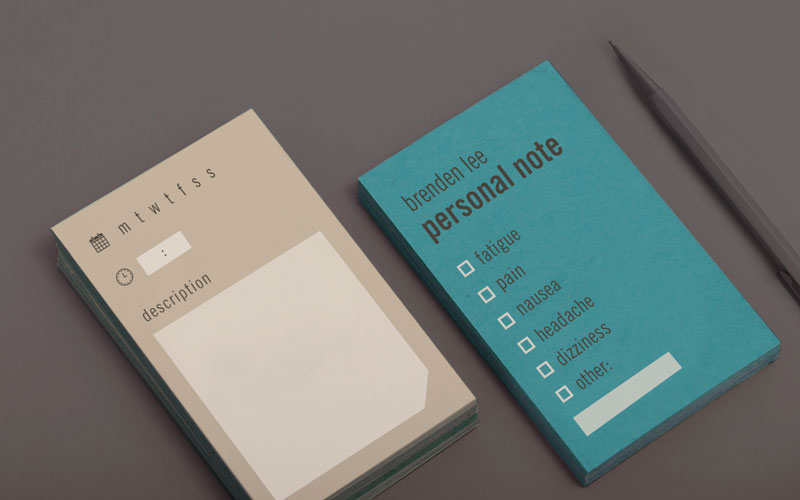 m t w t f s s
:
description
brenden lee
personal note
fatigue
pain
nausea
headache
dizziness
other: